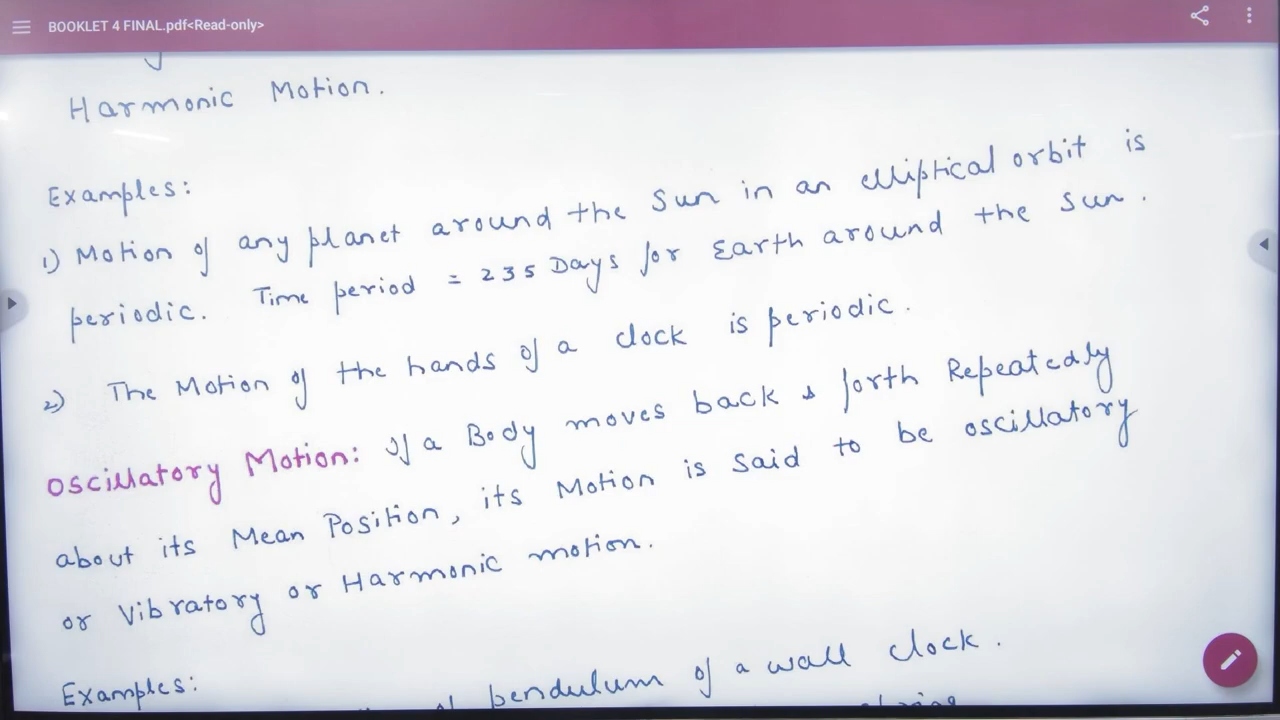 BOOKLET 4 FINAL.pdf<Read-only>
Harmonic Motion.
Examples:
1) Motion of any planet around the Sun in an elliptical orbit is
periodic. Time period = 235 Days for Earth around the Sun.
2) The Motion of the hands of a clock is periodic.
Oscillatory Motion: If a Body moves back & forth Repeatedly
about its Mean Position, its Motion is said to be oscillatory
or Vibratory or Harmonic motion.
Examples:
pendulum of a wall clock.